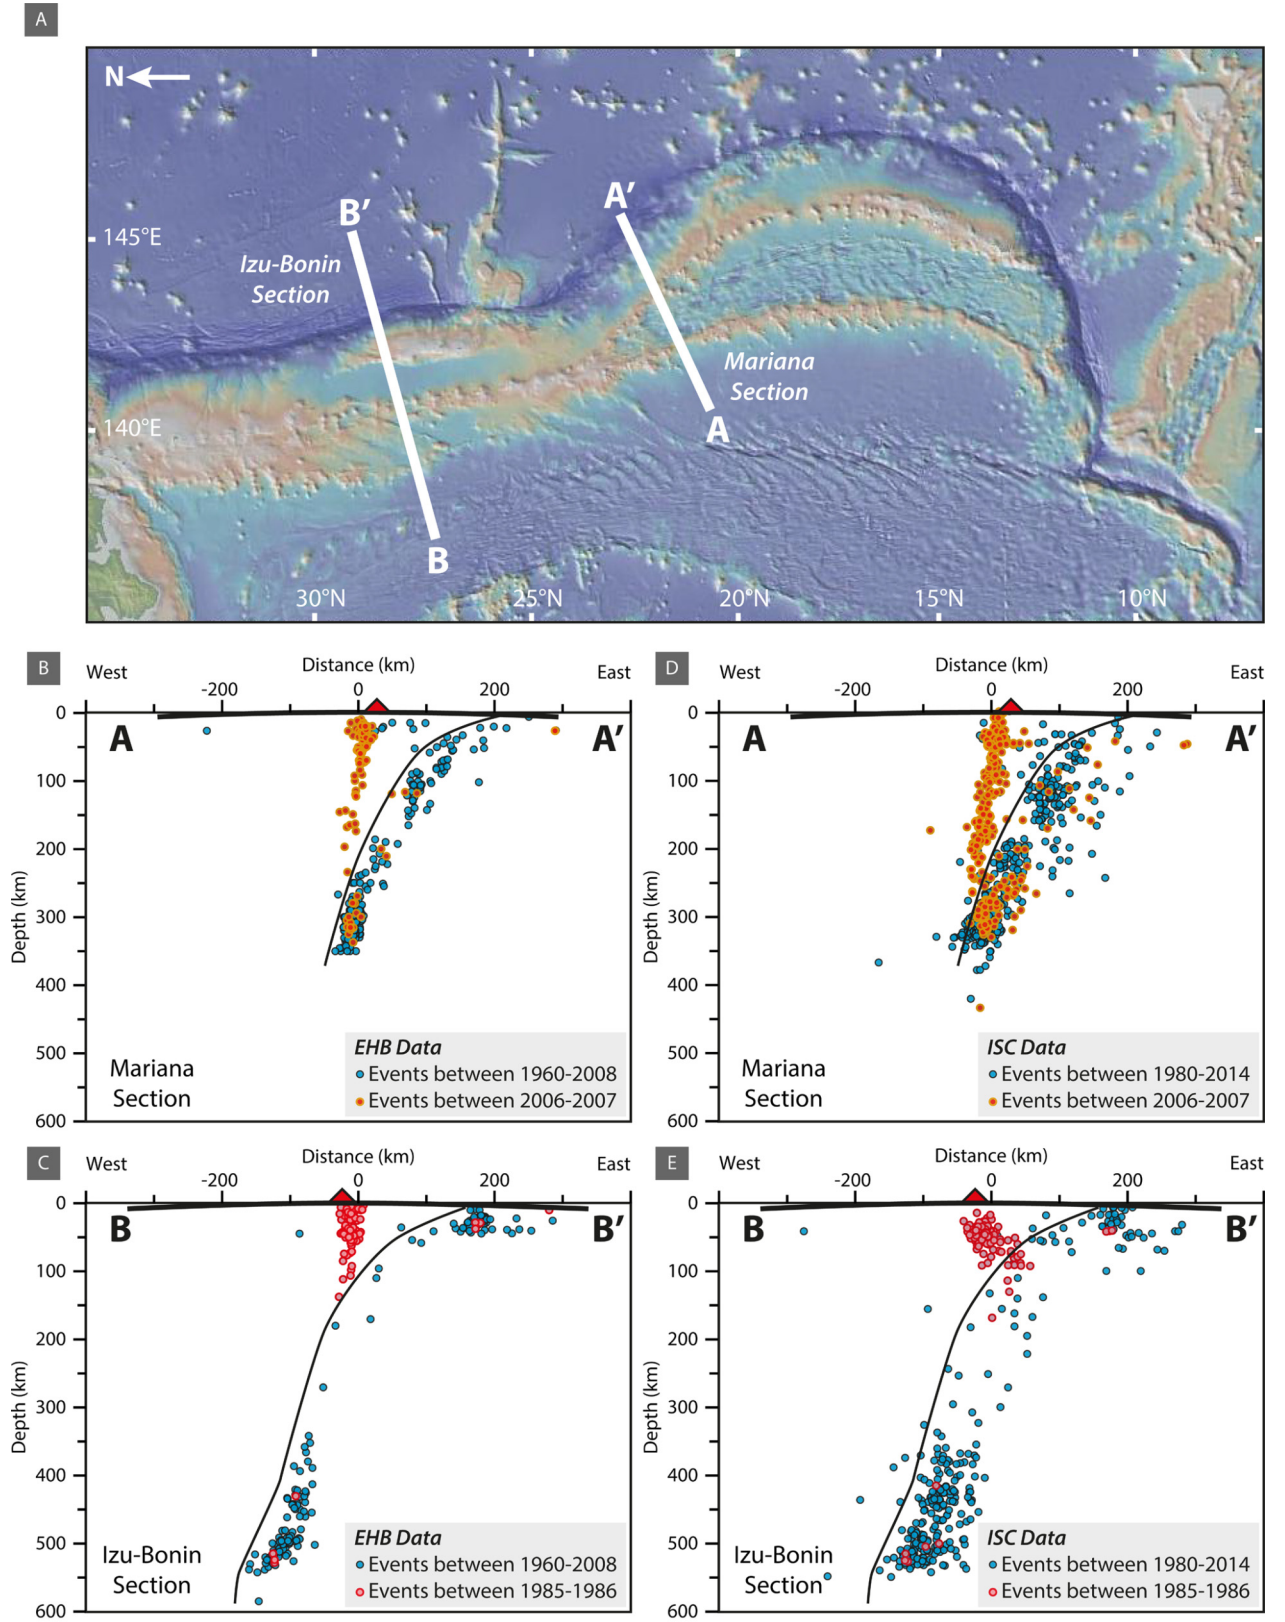 A
N
B′
A′
145°E
Izu-Bonin
Section
Mariana
Section
140°E
A
B
30°N
25°N
20°N
15°N
10°N
B
West
Distance (km)
East
-200
0
200
0
100
200
300
400
500
600
Depth (km)
A
A′
Mariana
Section
EHB Data
Events between 1960-2008
Events between 2006-2007
D
West
Distance (km)
East
-200
0
200
0
100
200
300
400
500
600
Depth (km)
A
A′
Mariana
Section
ISC Data
Events between 1980-2014
Events between 2006-2007
C
West
Distance (km)
East
-200
0
200
0
100
200
300
400
500
600
Depth (km)
B
B′
Izu-Bonin
Section
EHB Data
Events between 1960-2008
Events between 1985-1986
E
West
Distance (km)
East
-200
0
200
0
100
200
300
400
500
600
Depth (km)
B
B′
Izu-Bonin
Section
ISC Data
Events between 1980-2014
Events between 1985-1986